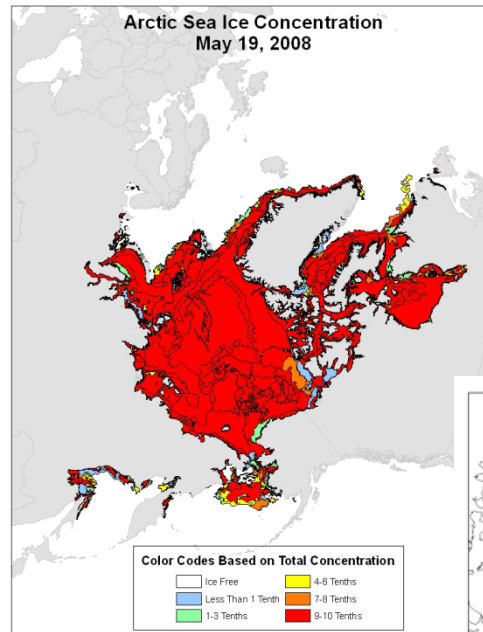 Arctic Sea Ice Concentration
May 19, 2008
Color Codes Based on Total Concentration
Ice Free
4-6 Tenths
Less Than 1 Tenth
7-8 Tenths
1-3 Tenths
9-10 Tenths